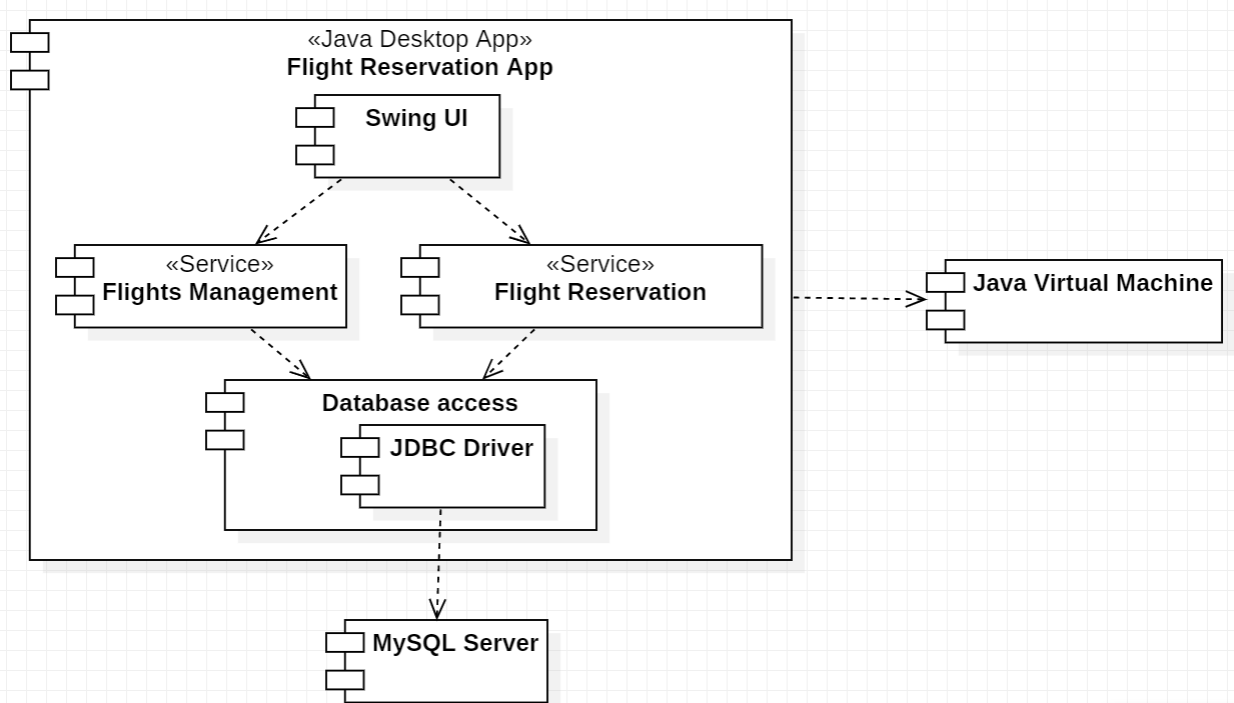 «Java Desktop App»
Flight Reservation App
Swing UI
«Service»
Flights Management
«Service»
Flight Reservation
Java Virtual Machine
Database access
JDBC Driver
MySQL Server